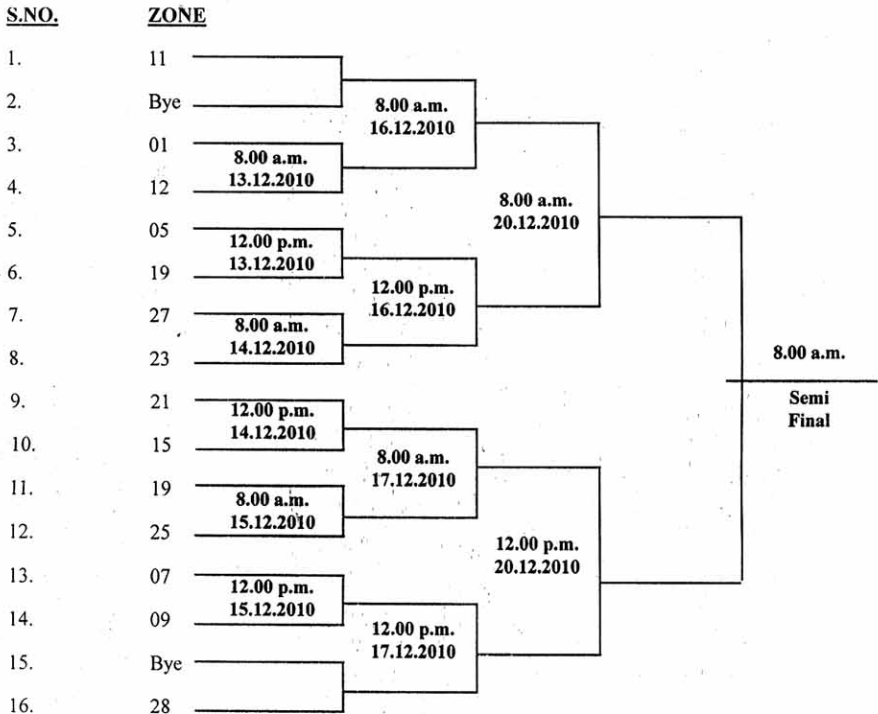 S.NO. ZONE
1. 11
2. Bye
8.00 a.m.
16.12.2010
3. 01
8.00 a.m.
13.12.2010
4. 12
8.00 a.m.
20.12.2010
5. 05
12.00 p.m.
13.12.2010
6. 19
12.00 p.m.
16.12.2010
7. 27
8.00 a.m.
14.12.2010
8. 23
8.00 a.m.
Semi
Final
9. 21
12.00 p.m.
14.12.2010
10. 15
8.00 a.m.
17.12.2010
11. 19
8.00 a.m.
15.12.2010
12. 25
12.00 p.m.
20.12.2010
13. 07
12.00 p.m.
15.12.2010
14. 09
12.00 p.m.
17.12.2010
15. Bye
16. 28